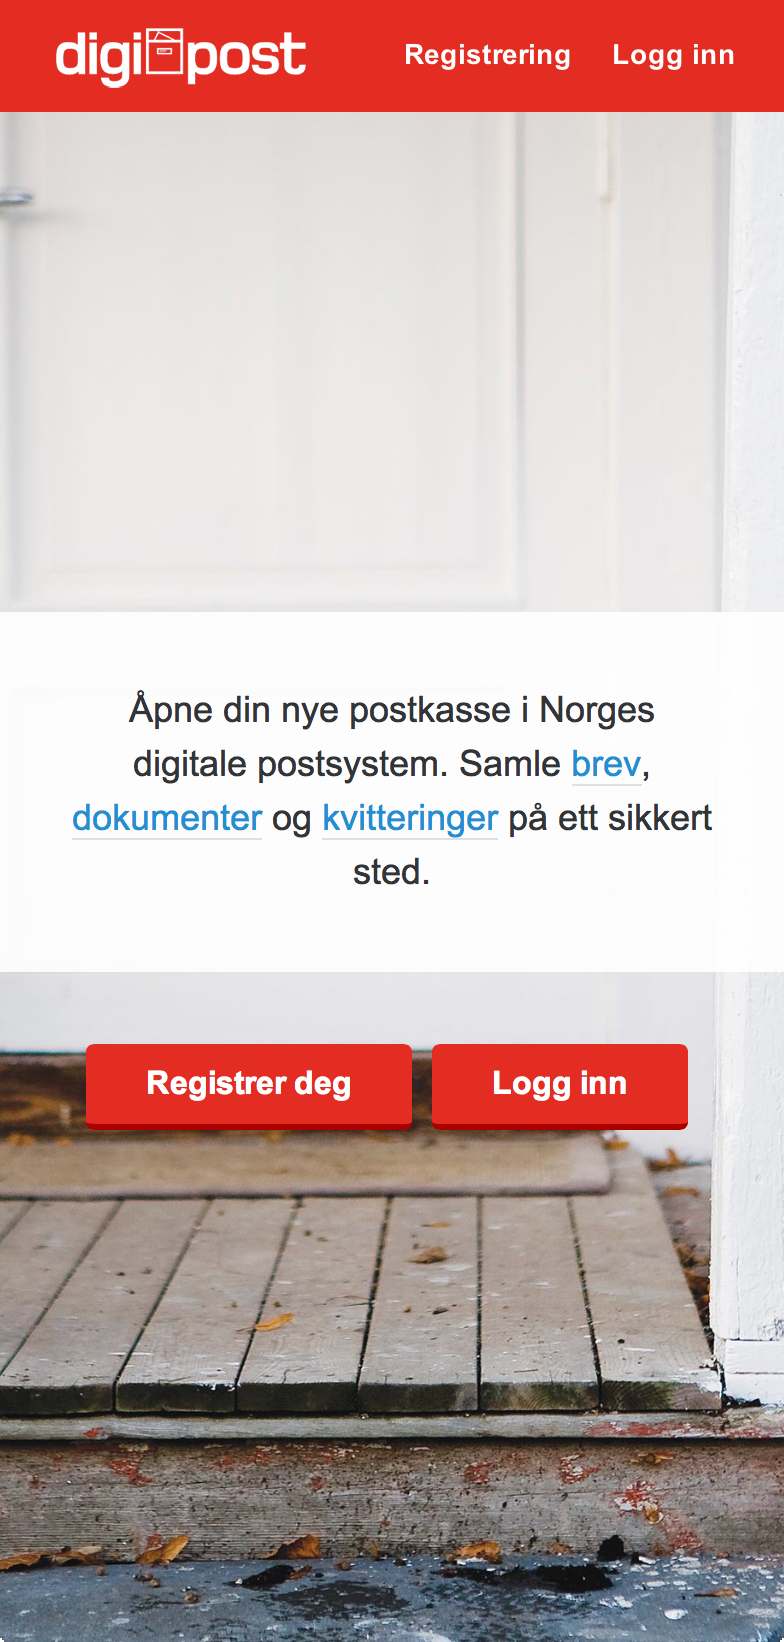 digipost
Registrering Logg inn
Åpne din nye postkasse i Norges
digitale postsystem. Samle brev,
dokumenter og kvitteringer på ett sikkert
sted.
Registrer deg Logg inn